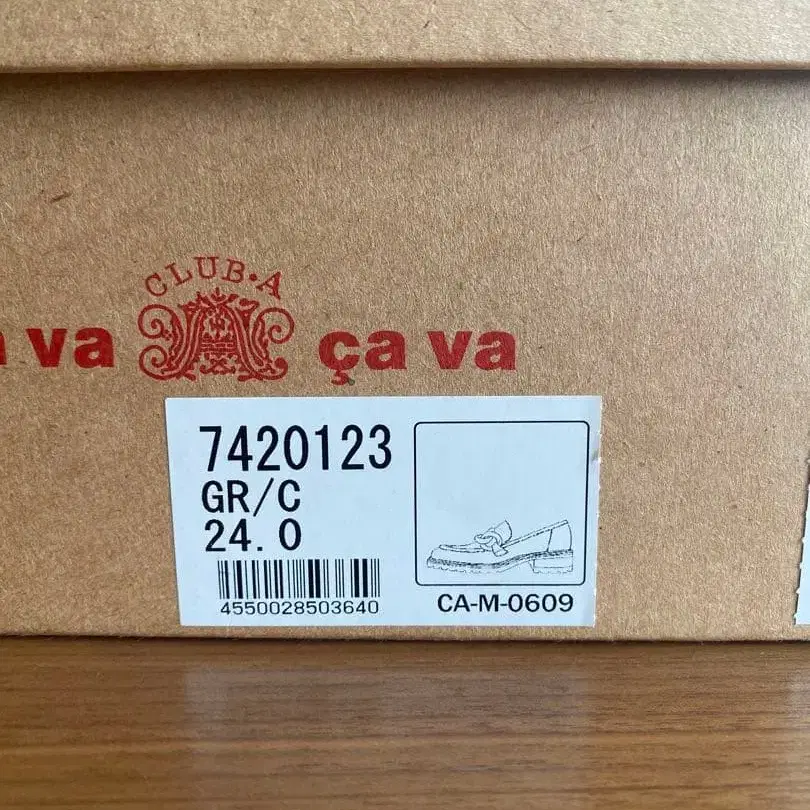 CLUB·A
va
ça va
7420123
GR/C
24.0
4550028503640
CA-M-0609